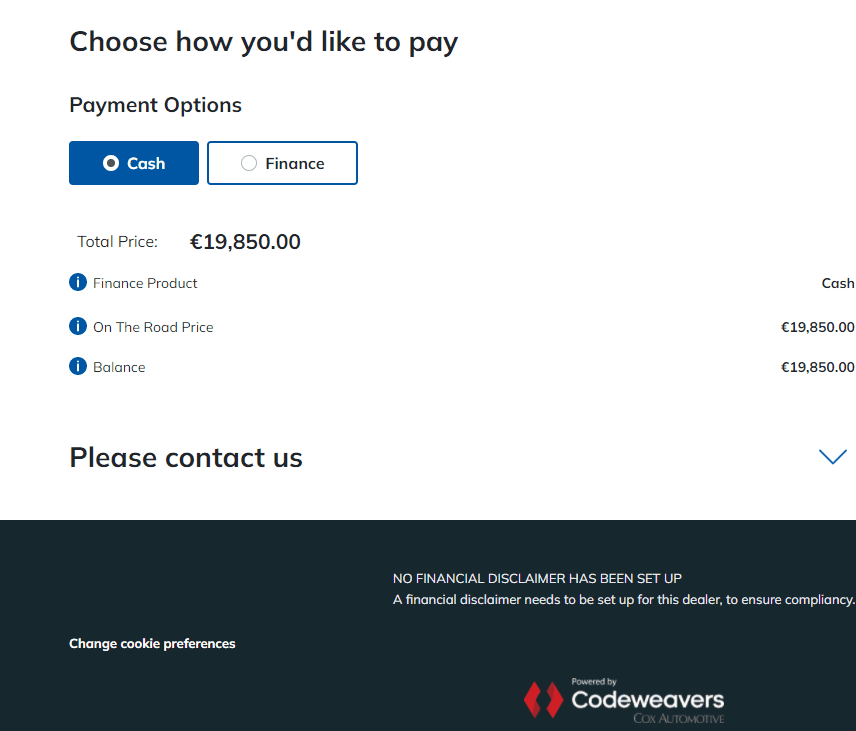 Choose how you'd like to pay
Payment Options
Cash
Finance
Total Price: €19,850.00
i Finance Product Cash
i On The Road Price €19,850.00
i Balance €19,850.00
Please contact us
NO FINANCIAL DISCLAIMER HAS BEEN SET UP
A financial disclaimer needs to be set up for this dealer, to ensure compliancy.
Change cookie preferences
Powered by
Codeweavers
COX AUTOMOTIVE